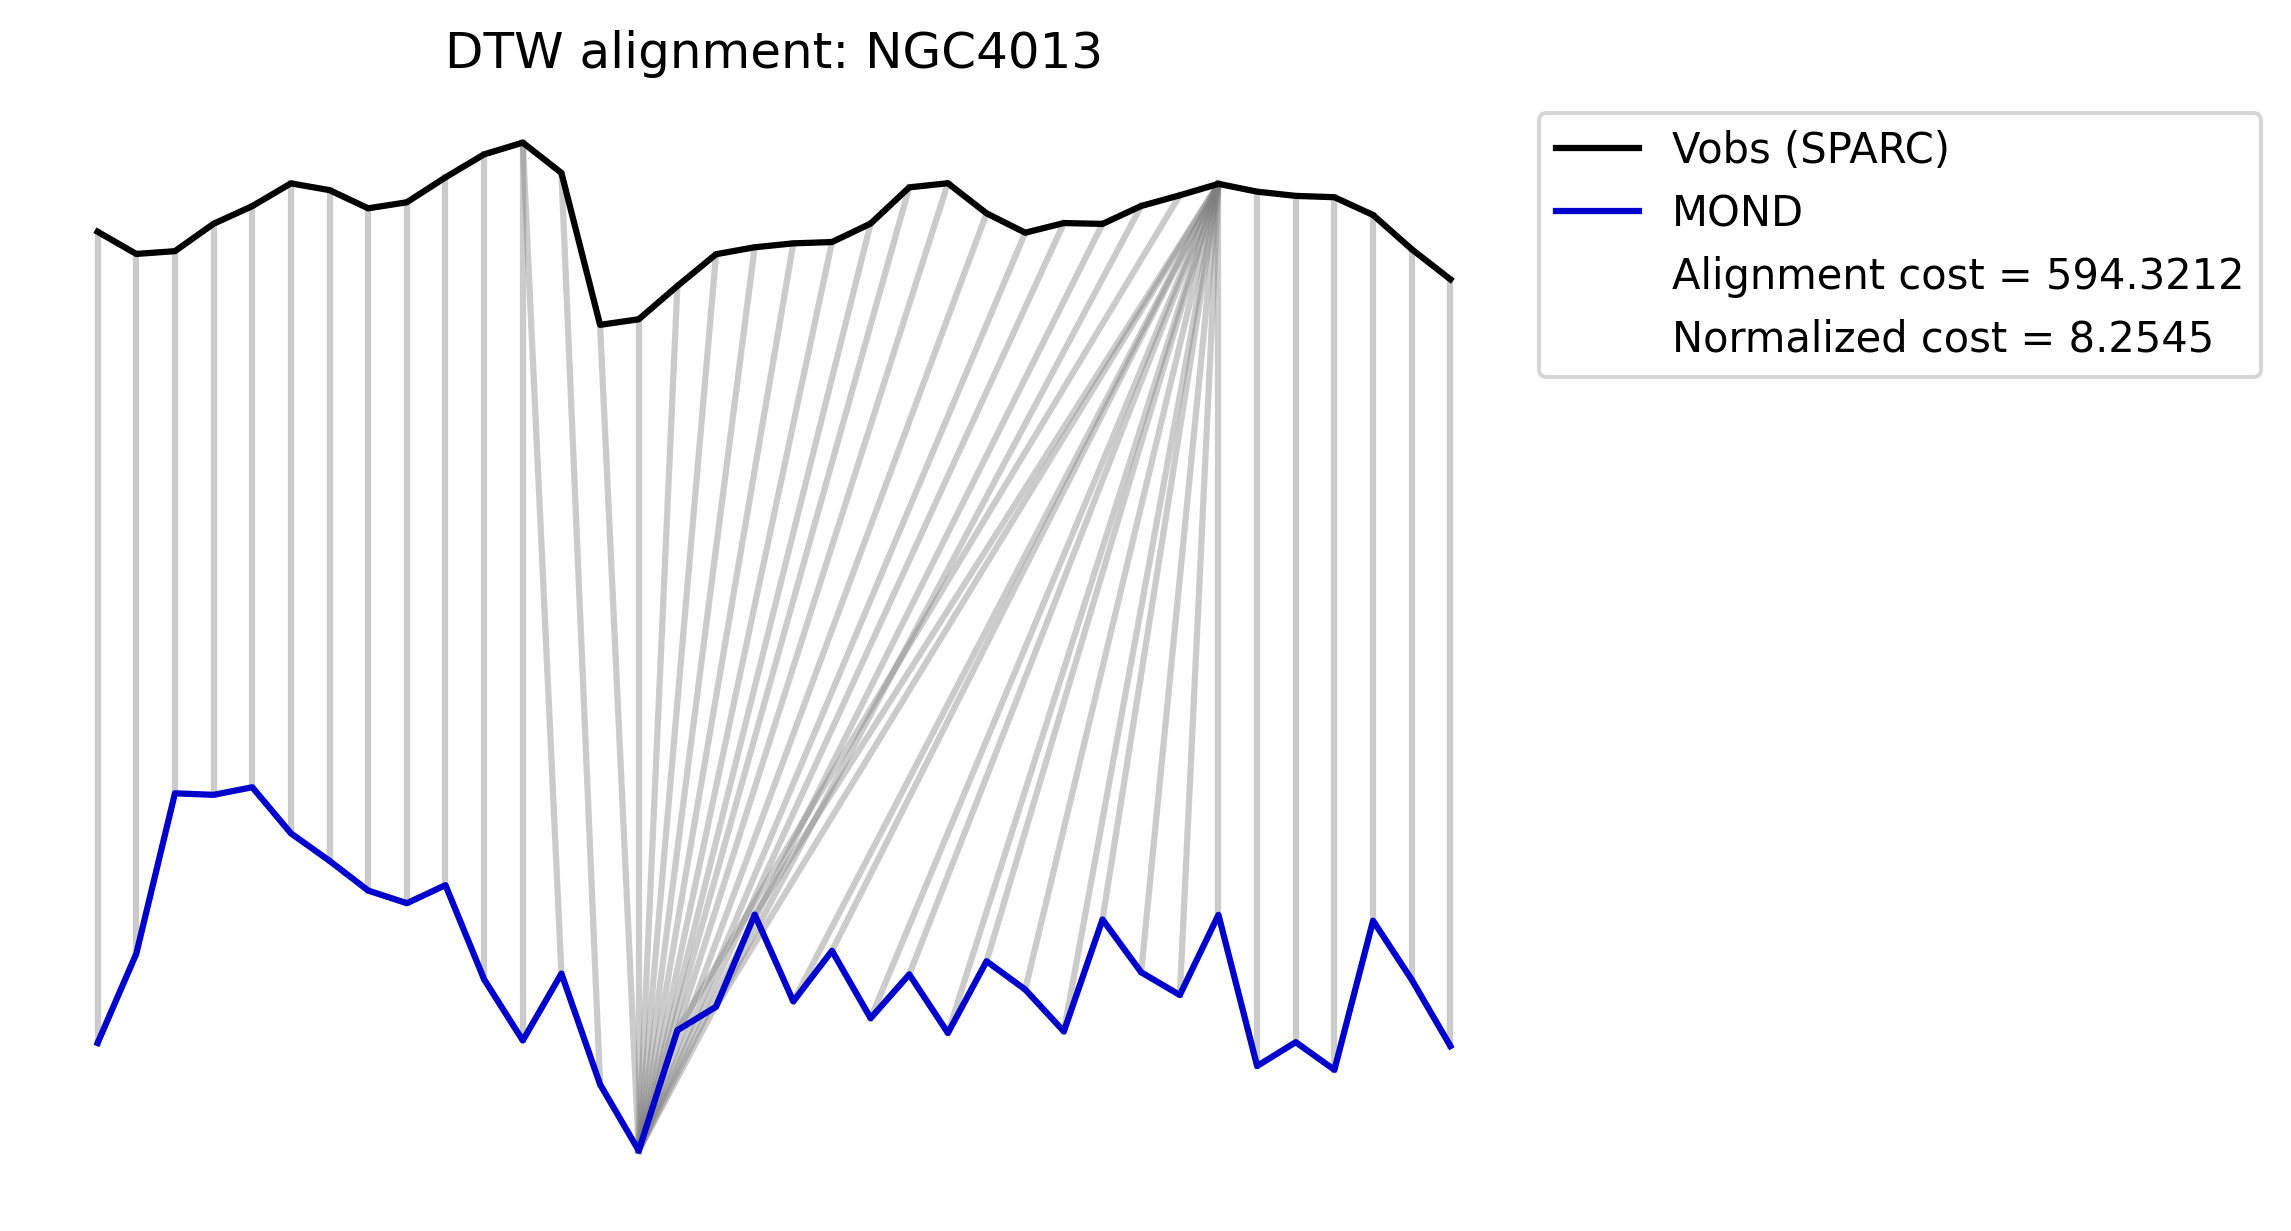 DTW alignment: NGC4013
Vobs (SPARC)
MOND
Alignment cost = 594.3212
Normalized cost = 8.2545